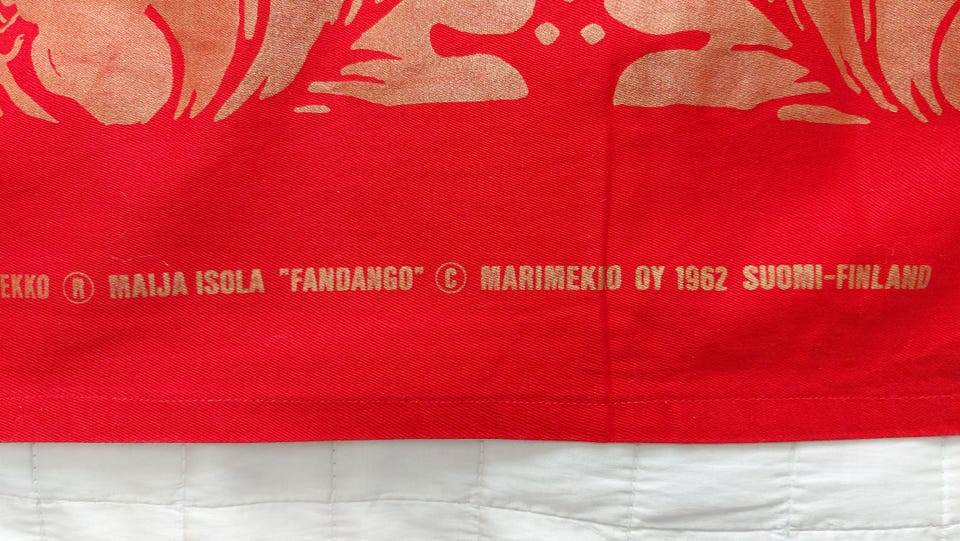 EKKO ® MAIJA ISOLA "FANDANGO" © MARIMEKKO OY 1962 SUOMI-FINLAND